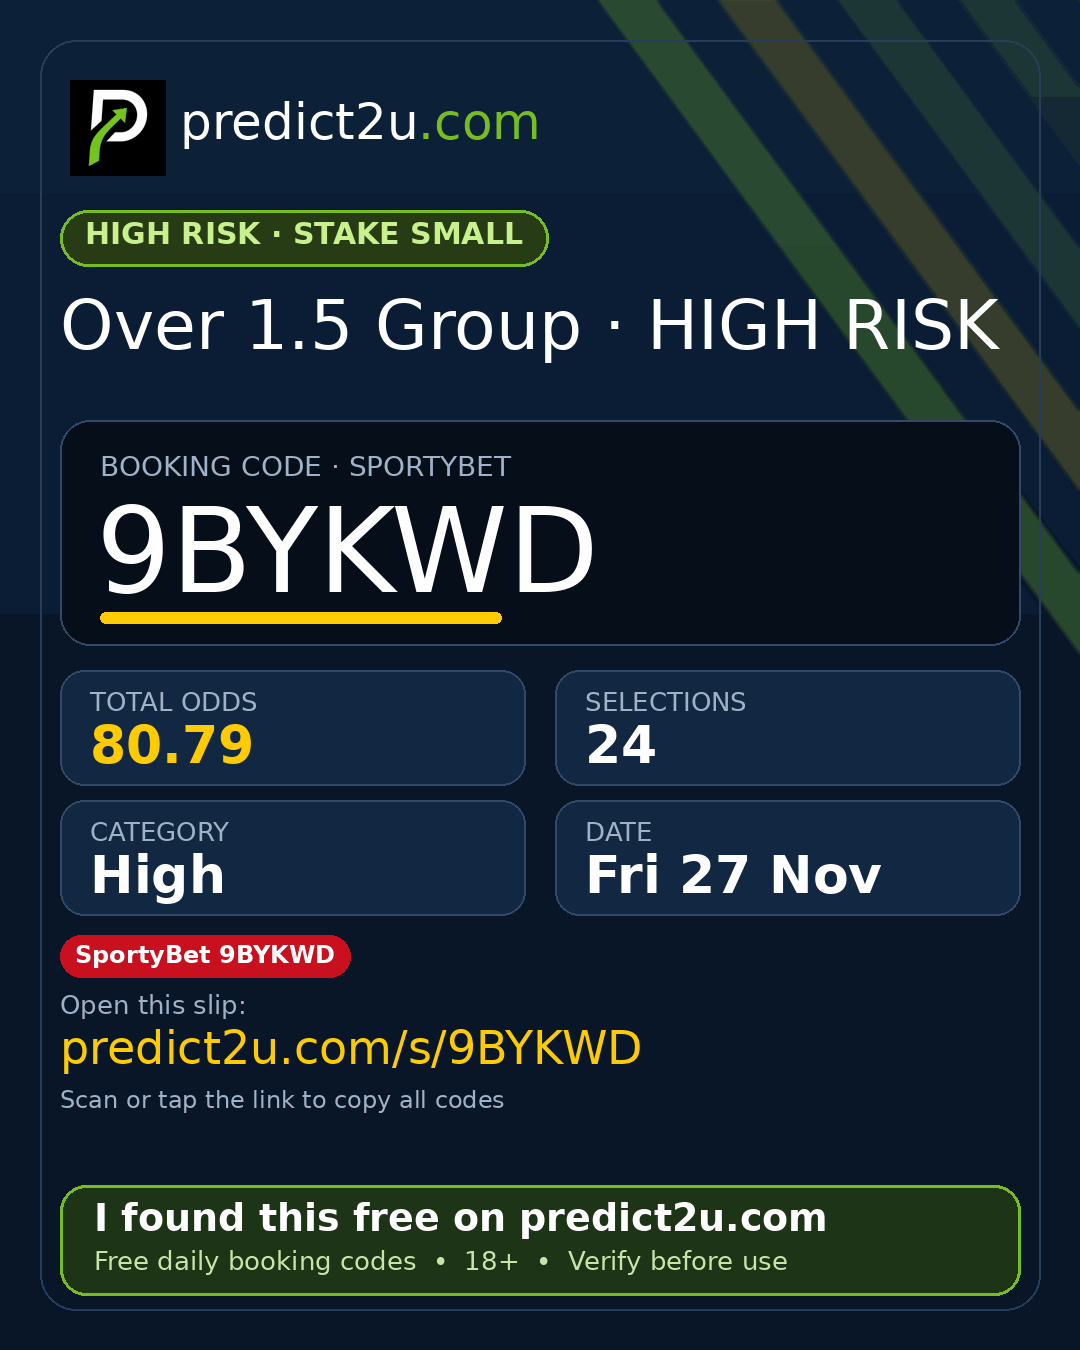 predict2u.com
HIGH RISK · STAKE SMALL
Over 1.5 Group · HIGH RISK
BOOKING CODE · SPORTYBET
9BYKWD
TOTAL ODDS
80.79
SELECTIONS
24
CATEGORY
High
DATE
Fri 27 Nov
SportyBet 9BYKWD
Open this slip:
predict2u.com/s/9BYKWD
Scan or tap the link to copy all codes
I found this free on predict2u.com
Free daily booking codes • 18+ • Verify before use